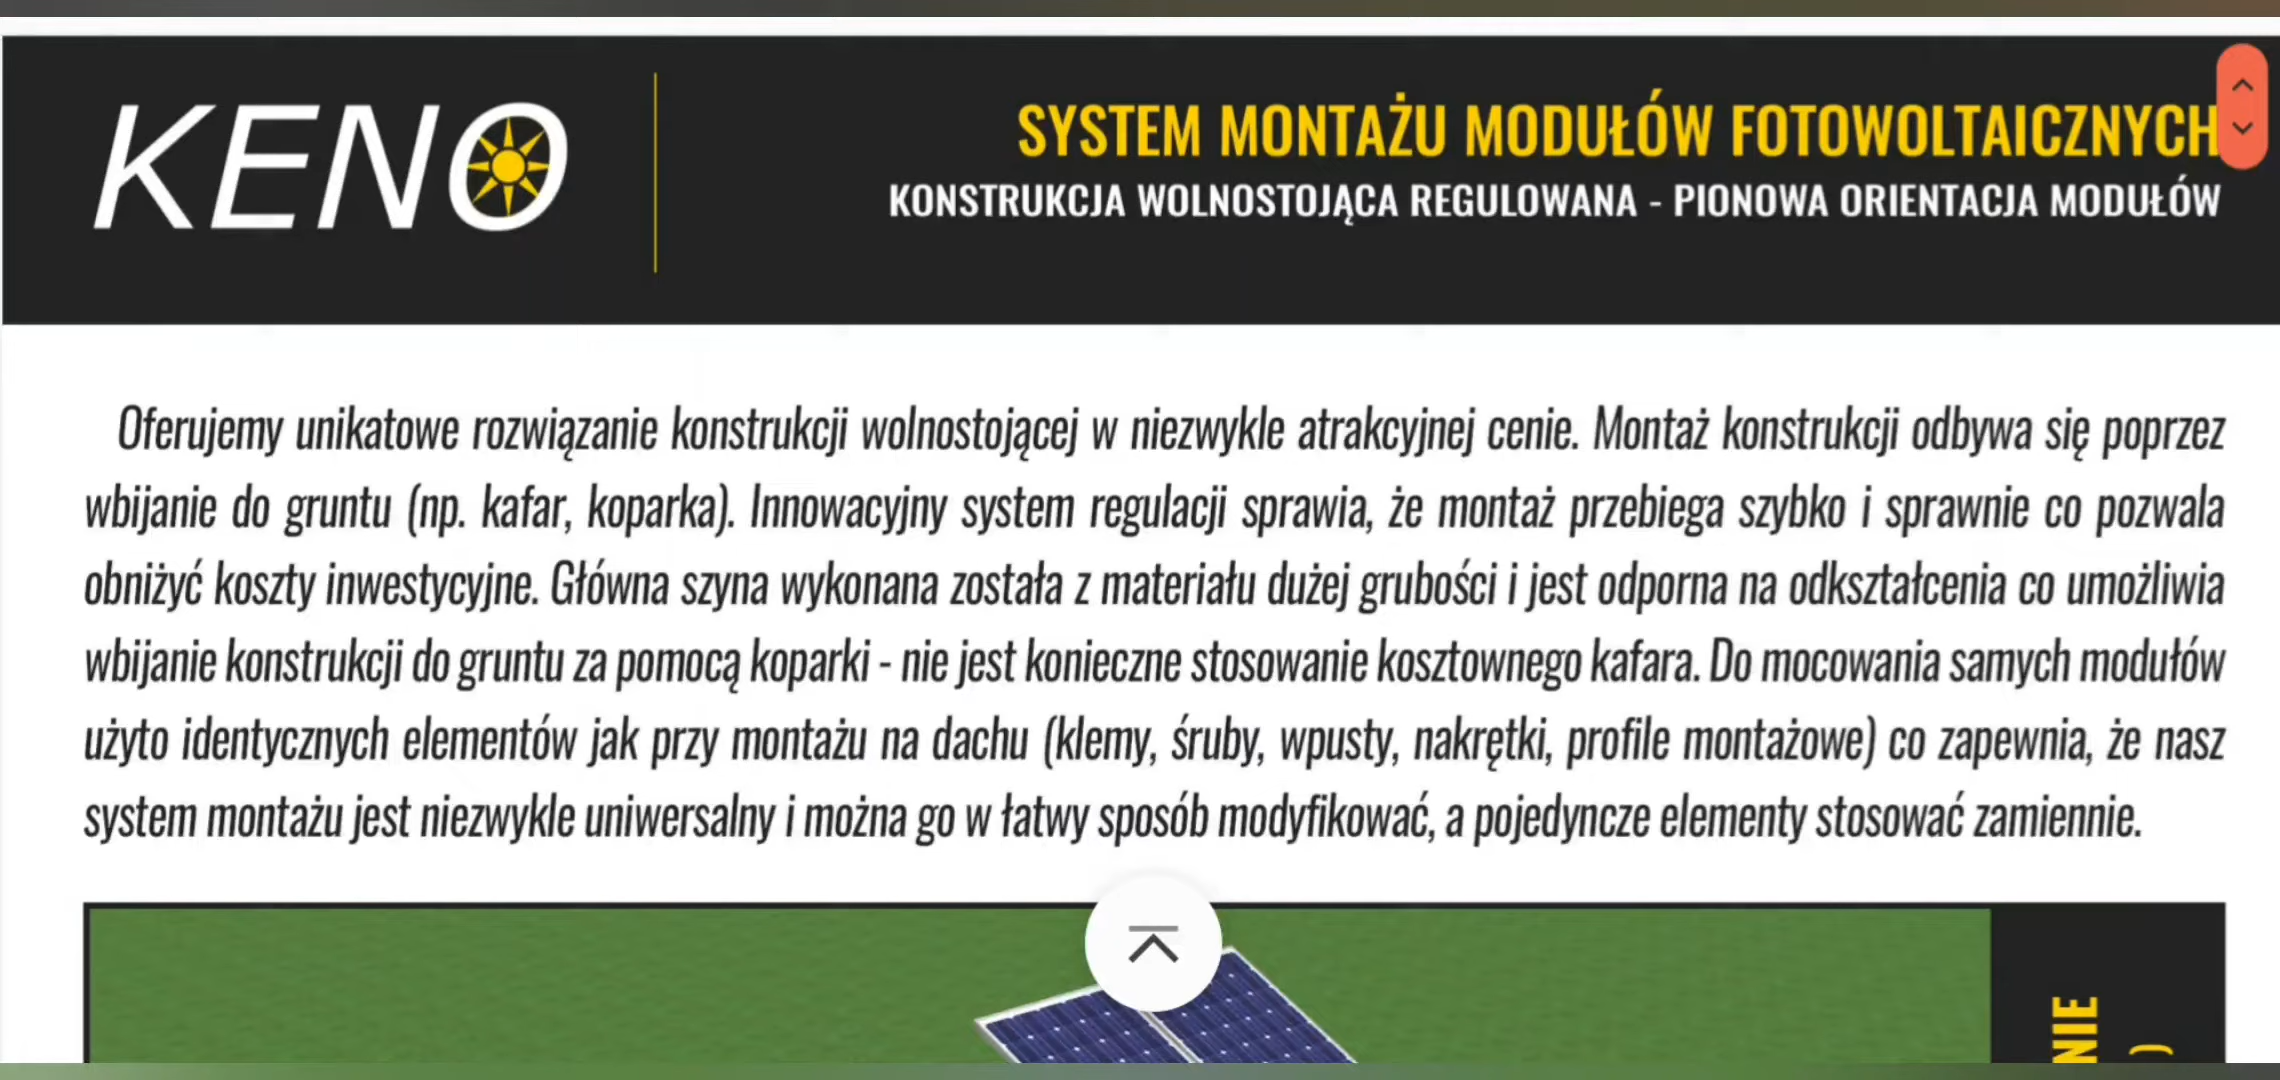 KENO
SYSTEM MONTAŻU MODUŁÓW FOTOWOLTAICZNYCH
KONSTRUKCJA WOLNOSTOJĄCA REGULOWANA - PIONOWA ORIENTACJA MODUŁÓW
Oferujemy unikatowe rozwiązanie konstrukcji wolnostojącej w niezwykle atrakcyjnej cenie. Montaż konstrukcji odbywa się poprzez
wbijanie do gruntu (np. kafar, koparka). Innowacyjny system regulacji sprawia, że montaż przebiega szybko i sprawnie co pozwala
obniżyć koszty inwestycyjne. Główna szyna wykonana została z materiału dużej grubości i jest odporna na odkształcenia co umożliwia
wbijanie konstrukcji do gruntu za pomocą koparki - nie jest konieczne stosowanie kosztownego kafara. Do mocowania samych modułów
użyto identycznych elementów jak przy montażu na dachu (klemy, śruby, wpusty, nakrętki, profile montażowe) co zapewnia, że nasz
system montażu jest niezwykle uniwersalny i można go w łatwy sposób modyfikować, a pojedyncze elementy stosować zamiennie.
NIE
)